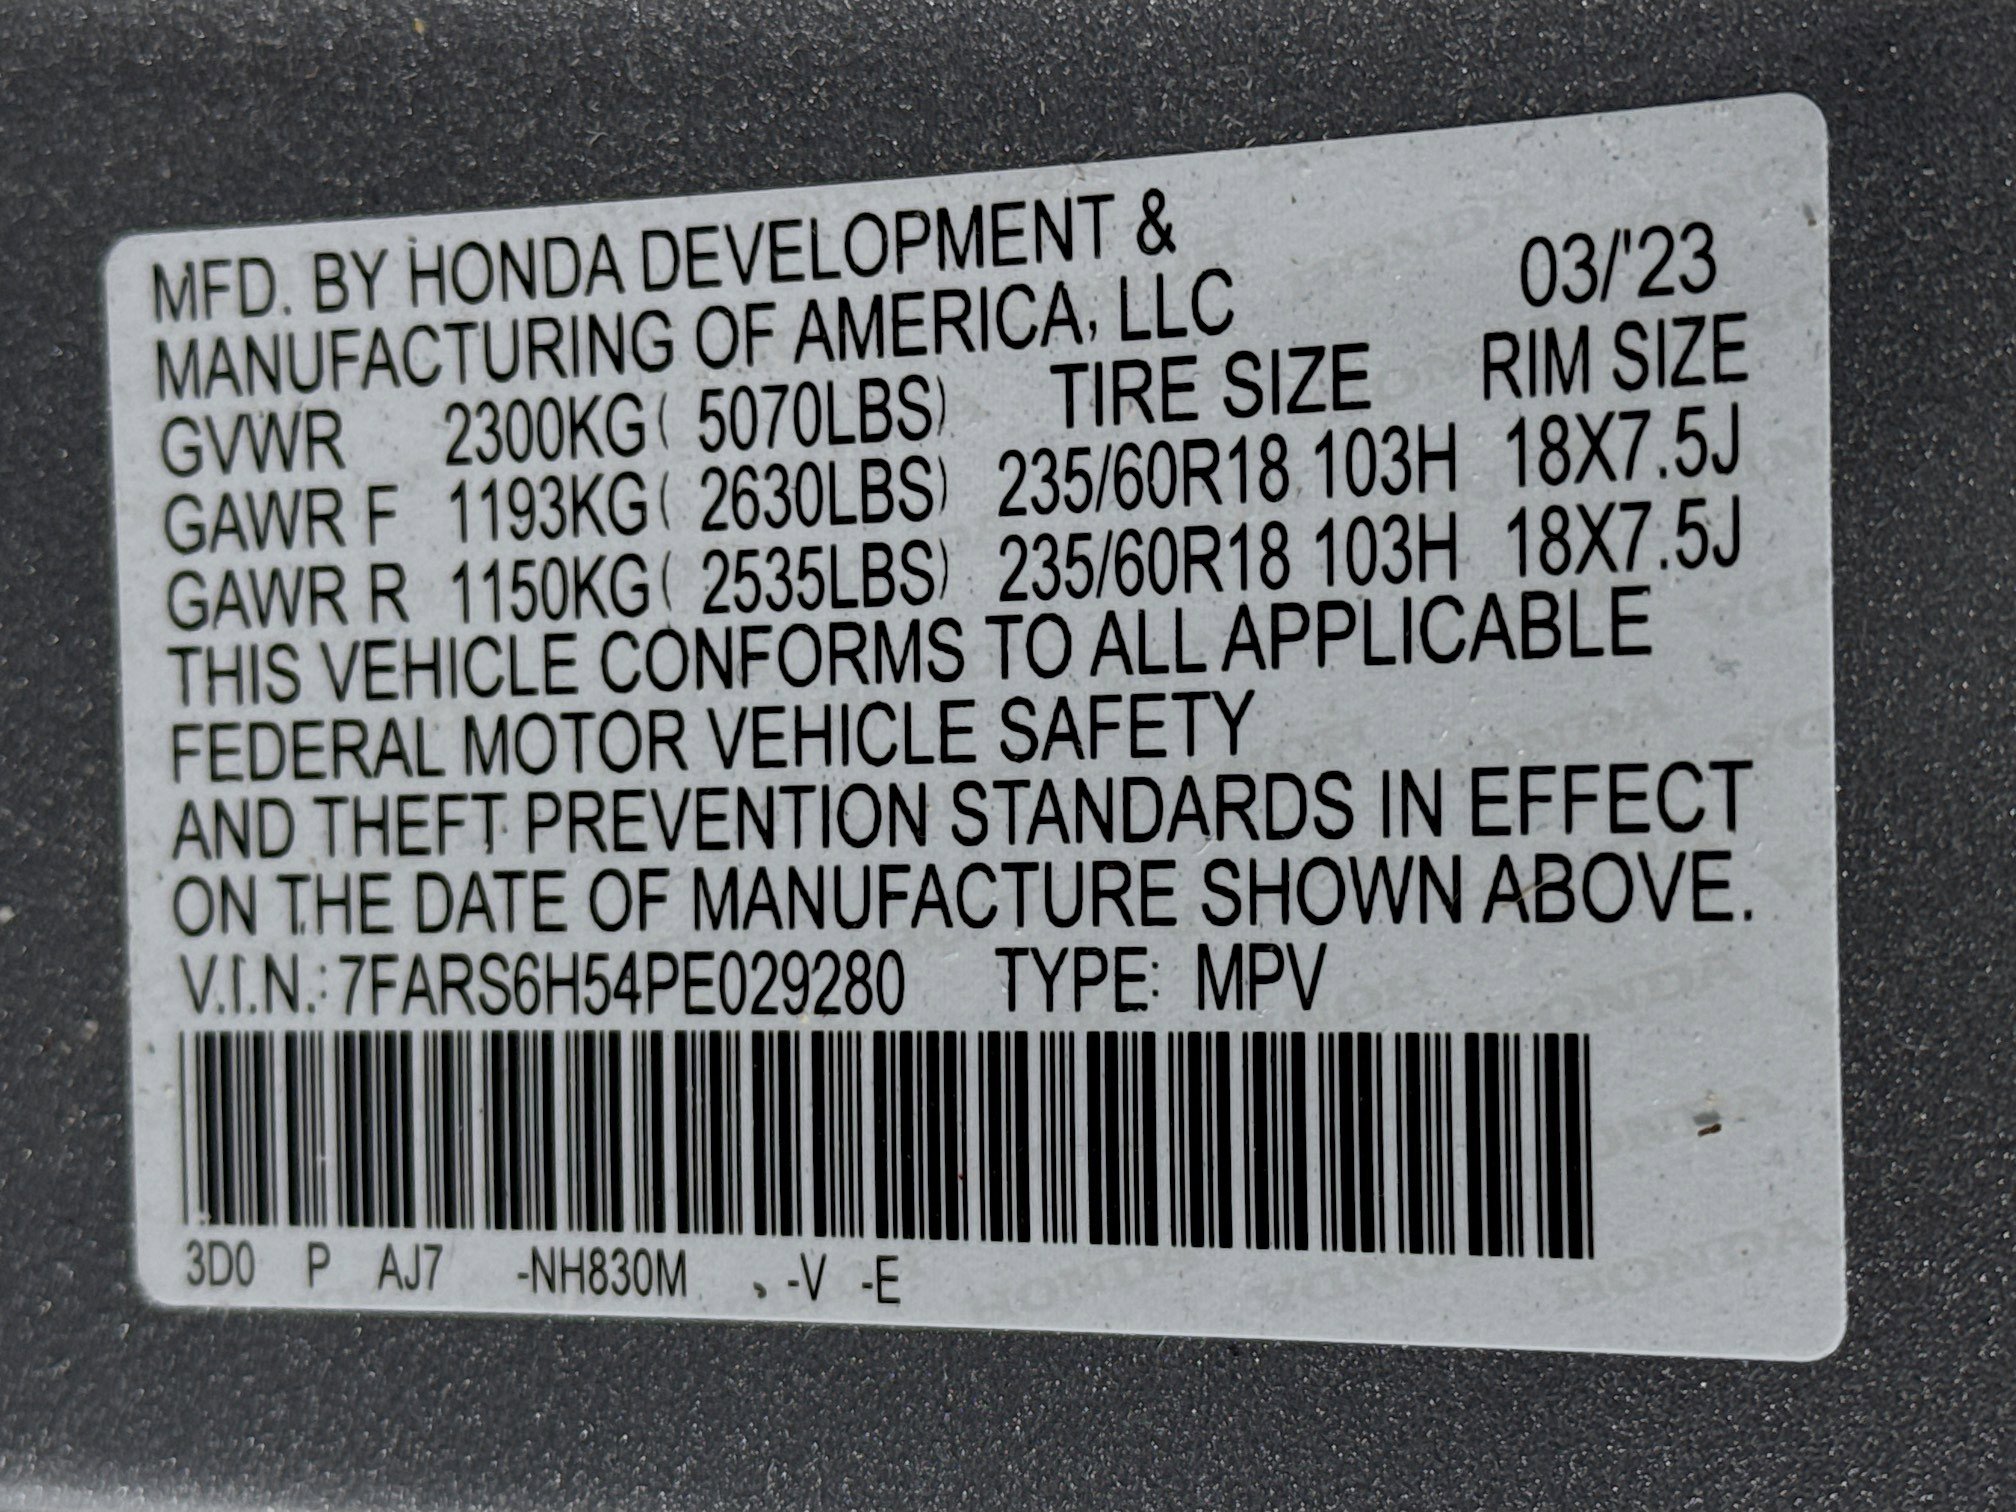 MFD. BY HONDA DEVELOPMENT &
MANUFACTURING OF AMERICA, LLC 03/'23
GVWR 2300KG( 5070LBS) TIRE SIZE RIM SIZE
GAWR F 1193KG( 2630LBS) 235/60R18 103H 18X7.5J
GAWR R 1150KG( 2535LBS) 235/60R18 103H 18X7.5J
THIS VEHICLE CONFORMS TO ALL APPLICABLE
FEDERAL MOTOR VEHICLE SAFETY
AND THEFT PREVENTION STANDARDS IN EFFECT
ON THE DATE OF MANUFACTURE SHOWN ABOVE.
V.I.N.: 7FARS6H54PE029280 TYPE: MPV
3D0 P AJ7 -NH830M -V -E